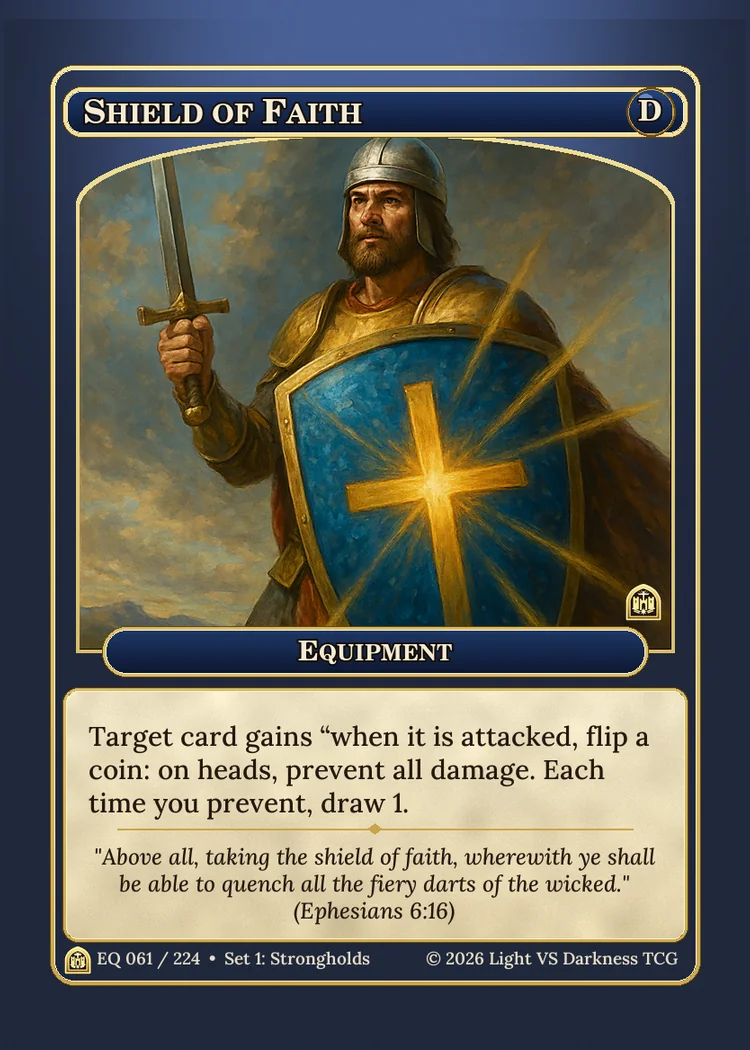 Shield of Faith
D
Equipment
Target card gains “when it is attacked, flip a
coin: on heads, prevent all damage. Each
time you prevent, draw 1.
"Above all, taking the shield of faith, wherewith ye shall
be able to quench all the fiery darts of the wicked."
(Ephesians 6:16)
EQ 061 / 224 • Set 1: Strongholds © 2026 Light VS Darkness TCG